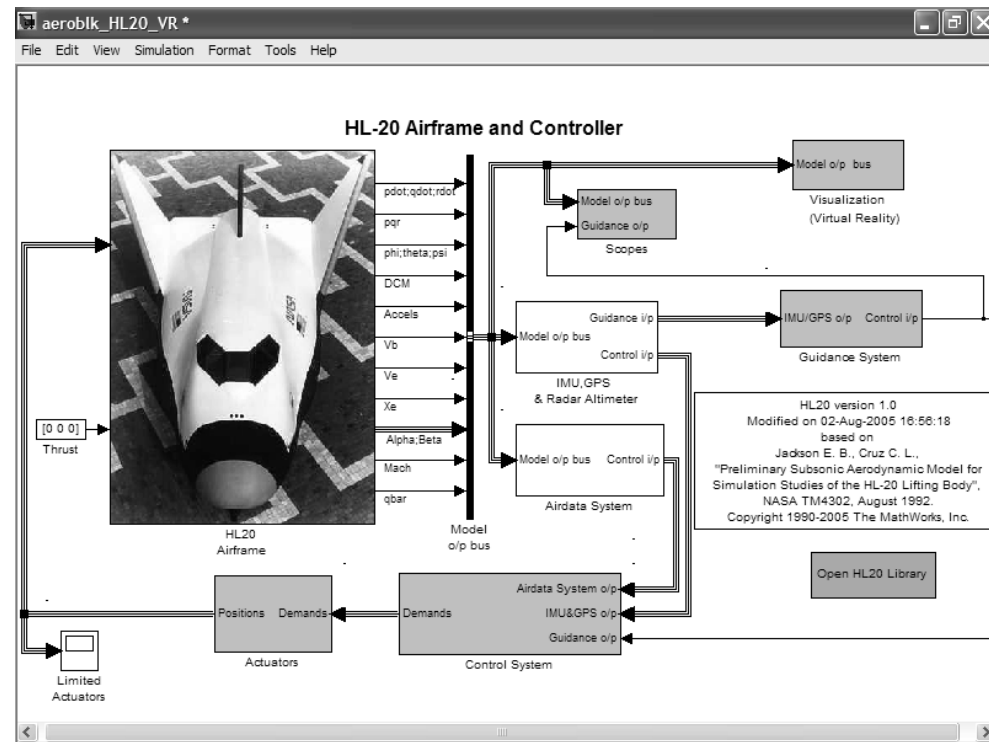 aeroblk_HL20_VR *
File Edit View Simulation Format Tools Help
HL-20 Airframe and Controller
pdot;qdot;rdot
pqr
phi;theta;psi
DCM
Accels
Vb
Ve
Xe
Alpha;Beta
Mach
qbar
[0 0 0]
Thrust
HL20
Airframe
Model
o/p bus
Model o/p bus
Visualization
(Virtual Reality)
Model o/p bus
Guidance o/p
Scopes
Guidance i/p
Model o/p bus
Control i/p
IMU,GPS
& Radar Altimeter
IMU/GPS o/p Control i/p
Guidance System
Model o/p bus Control i/p
Airdata System
HL20 version 1.0
Modified on 02-Aug-2005 16:56:18
based on
Jackson E. B., Cruz C. L.,
"Preliminary Subsonic Aerodynamic Model for
Simulation Studies of the HL-20 Lifting Body",
NASA TM4302, August 1992.
Copyright 1990-2005 The MathWorks, Inc.
Open HL20 Library
Positions Demands
Actuators
Airdata System o/p
Demands IMU&GPS o/p
Guidance o/p
Control System
Limited
Actuators